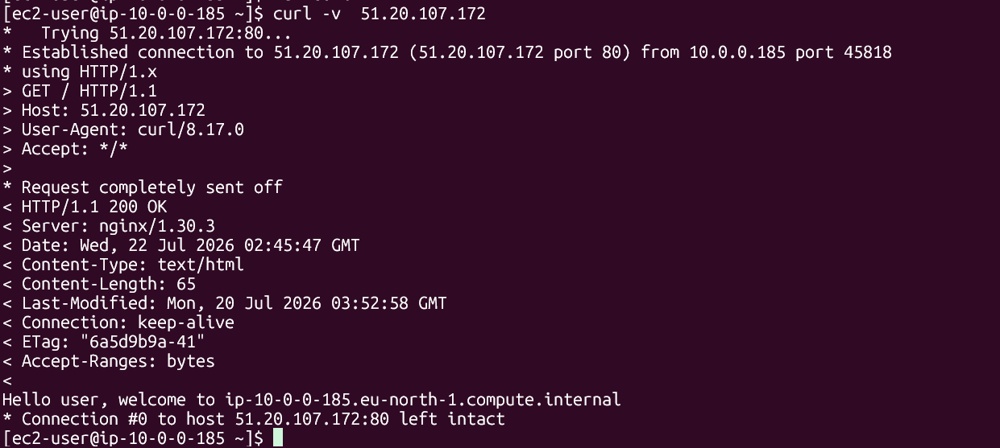 [ec2-user@ip-10-0-0-185 ~]$ curl -v  51.20.107.172
*   Trying 51.20.107.172:80...
* Established connection to 51.20.107.172 (51.20.107.172 port 80) from 10.0.0.185 port 45818
* using HTTP/1.x
> GET / HTTP/1.1
> Host: 51.20.107.172
> User-Agent: curl/8.17.0
> Accept: */*
>
* Request completely sent off
< HTTP/1.1 200 OK
< Server: nginx/1.30.3
< Date: Wed, 22 Jul 2026 02:45:47 GMT
< Content-Type: text/html
< Content-Length: 65
< Last-Modified: Mon, 20 Jul 2026 03:52:58 GMT
< Connection: keep-alive
< ETag: "6a5d9b9a-41"
< Accept-Ranges: bytes
<
Hello user, welcome to ip-10-0-0-185.eu-north-1.compute.internal
* Connection #0 to host 51.20.107.172:80 left intact
[ec2-user@ip-10-0-0-185 ~]$